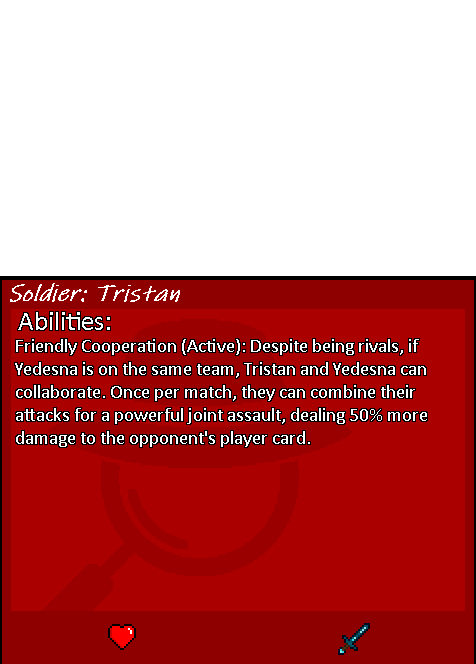 Soldier: Tristan
Abilities:
Friendly Cooperation (Active): Despite being rivals, if
Yedesna is on the same team, Tristan and Yedesna can
collaborate. Once per match, they can combine their
attacks for a powerful joint assault, dealing 50% more
damage to the opponent's player card.